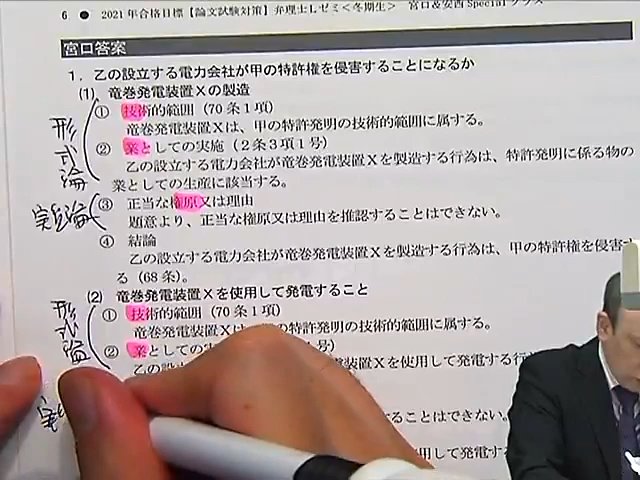 6 ● 2021年合格目標【論文試験対策】弁理士Lゼミ<冬期生> 宮口&安西Special
宮口答案
1．乙の設立する電力会社が甲の特許権を侵害することになるか
(1) 竜巻発電装置Xの製造
① 技術的範囲（70条1項）
竜巻発電装置Xは、甲の特許発明の技術的範囲に属する。
② 業としての実施（2条3項1号）
乙の設立する電力会社が竜巻発電装置Xを製造する行為は、特許発明に係る物の
業としての生産に該当する。
形式論
③ 正当な権原又は理由
題意より、正当な権原又は理由を推認することはできない。
実質論
④ 結論
乙の設立する電力会社が竜巻発電装置Xを製造する行為は、甲の特許権を侵害す
る（68条）。
(2) 竜巻発電装置Xを使用して発電すること
① 技術的範囲（70条1項）
竜巻発電装置Xは の特許発明の技術的範囲に属する。
② 業としての 号）
乙の設 Xを使用して発電する行
形式論
することはできない。
使用して発